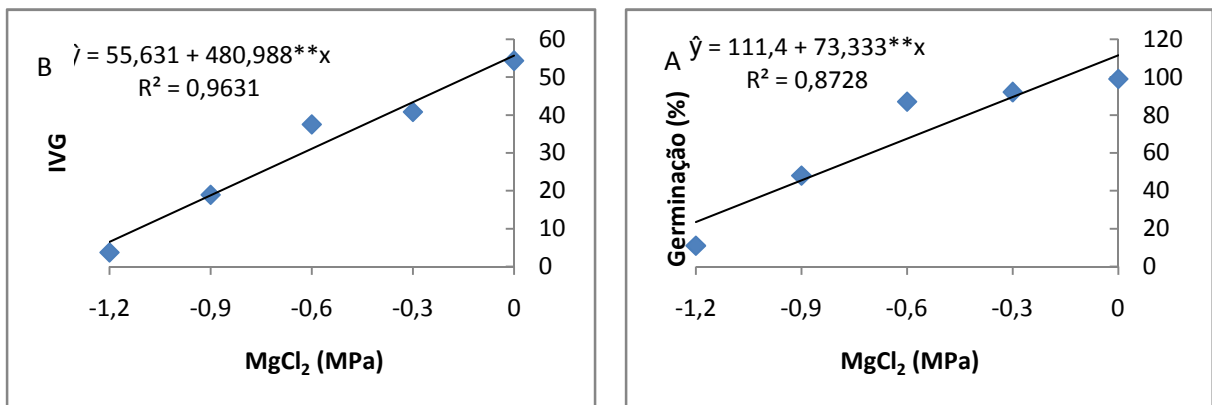 B
ŷ = 55,631 + 480,988**x
R² = 0,9631
IVG
60
50
40
30
20
10
0
-1,2 -0,9 -0,6 -0,3 0
MgCl₂ (MPa)
A
ŷ = 111,4 + 73,333**x
R² = 0,8728
Germinação (%)
120
100
80
60
40
20
0
-1,2 -0,9 -0,6 -0,3 0
MgCl₂ (MPa)